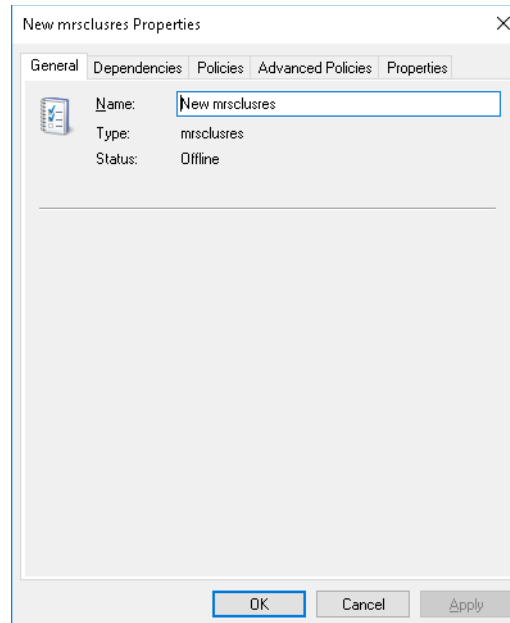 New mrsclusres Properties
General Dependencies Policies Advanced Policies Properties
Name: New mrsclusres
Type: mrsclusres
Status: Offline
OK Cancel Apply